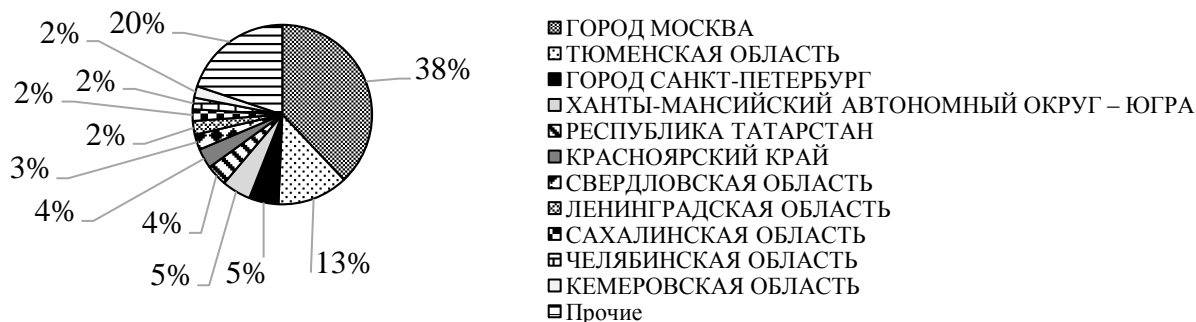 20%
2%
38%
2%
2%
2%
3%
4%
4%
5%
5%
13%
ГОРОД МОСКВА
ТЮМЕНСКАЯ ОБЛАСТЬ
ГОРОД САНКТ-ПЕТЕРБУРГ
ХАНТЫ-МАНСИЙСКИЙ АВТОНОМНЫЙ ОКРУГ – ЮГРА
РЕСПУБЛИКА ТАТАРСТАН
КРАСНОЯРСКИЙ КРАЙ
СВЕРДЛОВСКАЯ ОБЛАСТЬ
ЛЕНИНГРАДСКАЯ ОБЛАСТЬ
САХАЛИНСКАЯ ОБЛАСТЬ
ЧЕЛЯБИНСКАЯ ОБЛАСТЬ
КЕМЕРОВСКАЯ ОБЛАСТЬ
Прочие